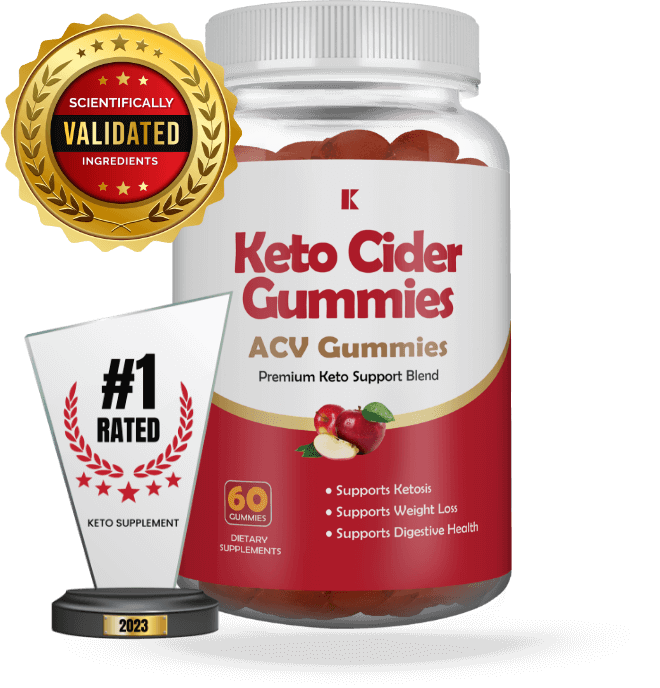 SCIENTIFICALLY
VALIDATED
INGREDIENTS
K
Keto Cider
Gummies
ACV Gummies
Premium Keto Support Blend
60
GUMMIES
DIETARY
SUPPLEMENTS
• Supports Ketosis
• Supports Weight Loss
• Supports Digestive Health
#1
RATED
KETO SUPPLEMENT
2023